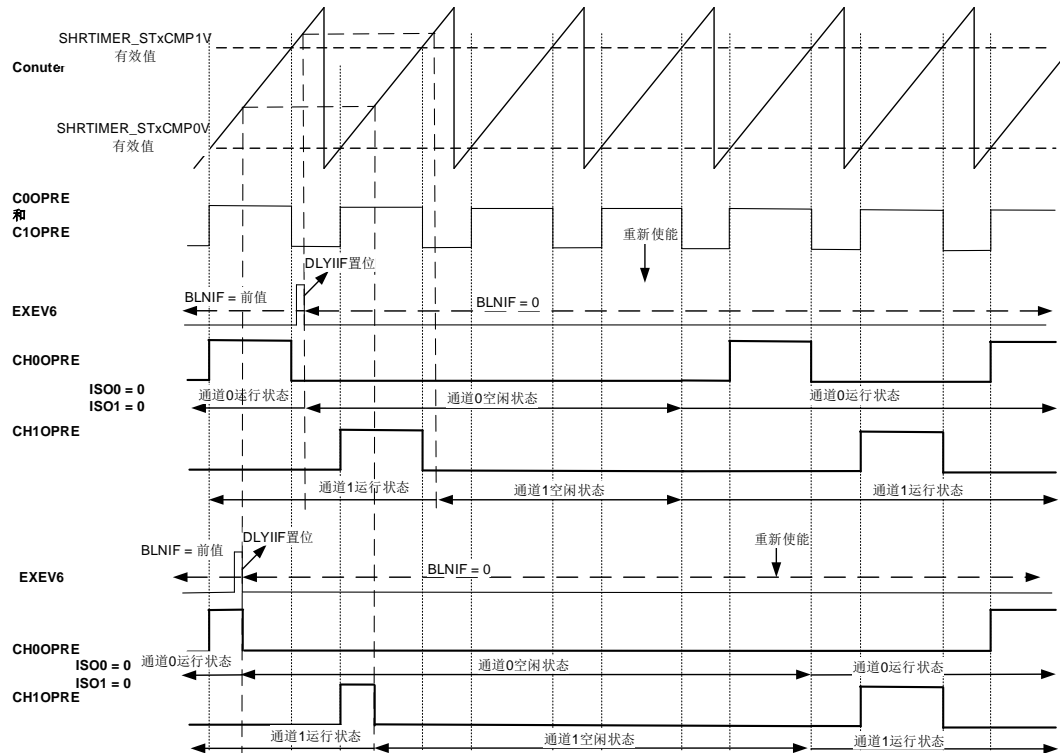 SHRTIMER_STxCMP1V
有效值
Conuter
SHRTIMER_STxCMP0V
有效值
C0OPRE
和
C1OPRE
重新使能
DLYIIF置位
BLNIF = 前值
BLNIF = 0
EXEV6
CH0OPRE
ISO0 = 0
ISO1 = 0
通道0运行状态
通道0空闲状态
通道0运行状态
CH1OPRE
通道1运行状态
通道1空闲状态
通道1运行状态
DLYIIF置位
重新使能
BLNIF = 前值
BLNIF = 0
EXEV6
CH0OPRE
ISO0 = 0
ISO1 = 0
通道0运行状态
通道0空闲状态
通道0运行状态
CH1OPRE
通道1运行状态
通道1空闲状态
通道1运行状态